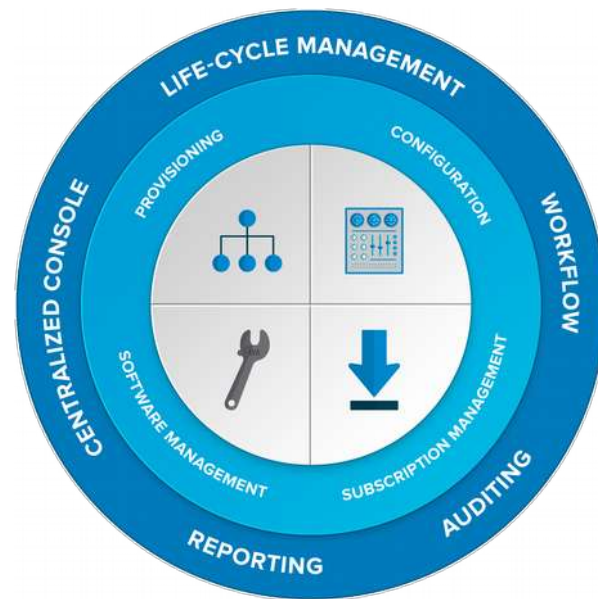 LIFE-CYCLE MANAGEMENT
PROVISIONING
CONFIGURATION
CENTRALIZED CONSOLE
WORKFLOW
SOFTWARE MANAGEMENT
SUBSCRIPTION MANAGEMENT
AUDITING
REPORTING